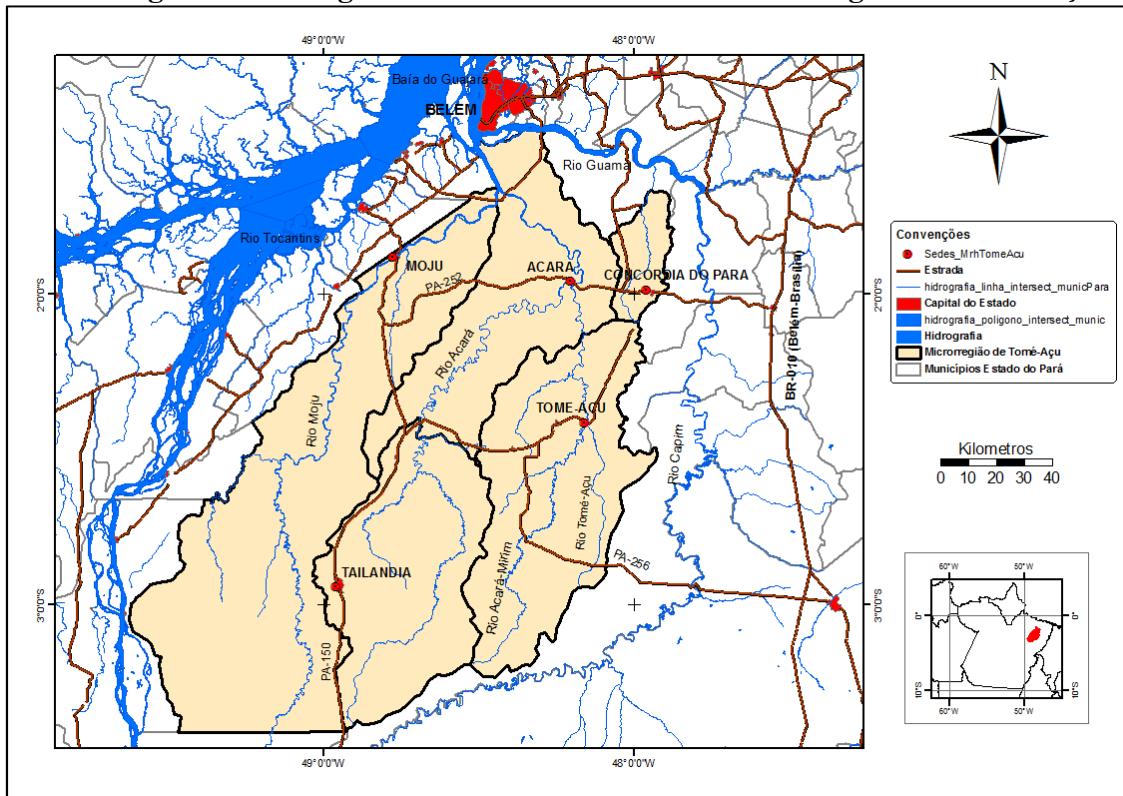 49°0'0"W
48°0'0"W
Baía do Guajará
BELÉM
N
Rio Guamá
Rio Tocantins
MOJU
ACARA
CONCORDIA DO PARA
PA-252
2°0'0"S
2°0'0"S
Rio Acará
BR-010 (Belém-Brasília)
Rio Moju
TOME-AÇU
Rio Capim
Rio Tomé-Açu
PA-256
Rio Acará-Mirim
TAILANDIA
3°0'0"S
3°0'0"S
PA-150
49°0'0"W
48°0'0"W
Convenções
Sedes_MrhTomeAcu
Estrada
hidrografia_linha_intersect_municPara
Capital do Estado
hidrografia_poligono_intersect_munic
Hidrografia
Microrregião de Tomé-Açu
Municípios Estado do Pará
Kilometros
0 10 20 30 40
60°W
50°W
0°
0°
10°S
10°S
60°W
50°W